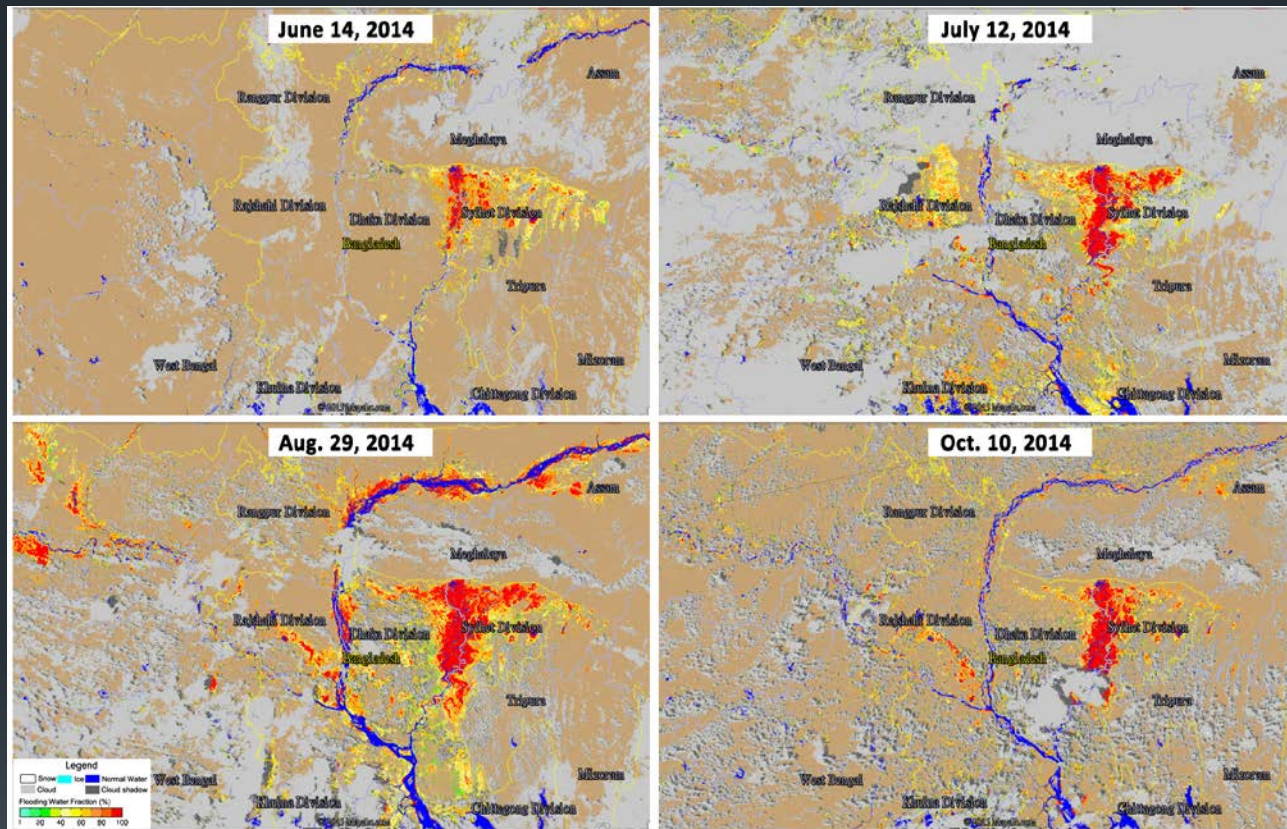 June 14, 2014
Assam
Rangpur Division
Meghalaya
Rajshahi Division
Dhaka Division
Sylhet Division
Bangladesh
Tripura
West Bengal
Mizoram
Khulna Division
Chittagong Division
July 12, 2014
Assam
Rangpur Division
Meghalaya
Rajshahi Division
Dhaka Division
Sylhet Division
Bangladesh
Tripura
West Bengal
Mizoram
Khulna Division
Chittagong Division
Aug. 29, 2014
Assam
Rangpur Division
Meghalaya
Rajshahi Division
Dhaka Division
Sylhet Division
Bangladesh
Tripura
West Bengal
Mizoram
Khulna Division
Chittagong Division
Legend
Snow Ice Normal Water
Cloud Cloud shadow
Flooding Water Fraction (%)
1 20 40 60 80 100
Oct. 10, 2014
Assam
Rangpur Division
Meghalaya
Rajshahi Division
Dhaka Division
Sylhet Division
Bangladesh
Tripura
West Bengal
Mizoram
Khulna Division
Chittagong Division